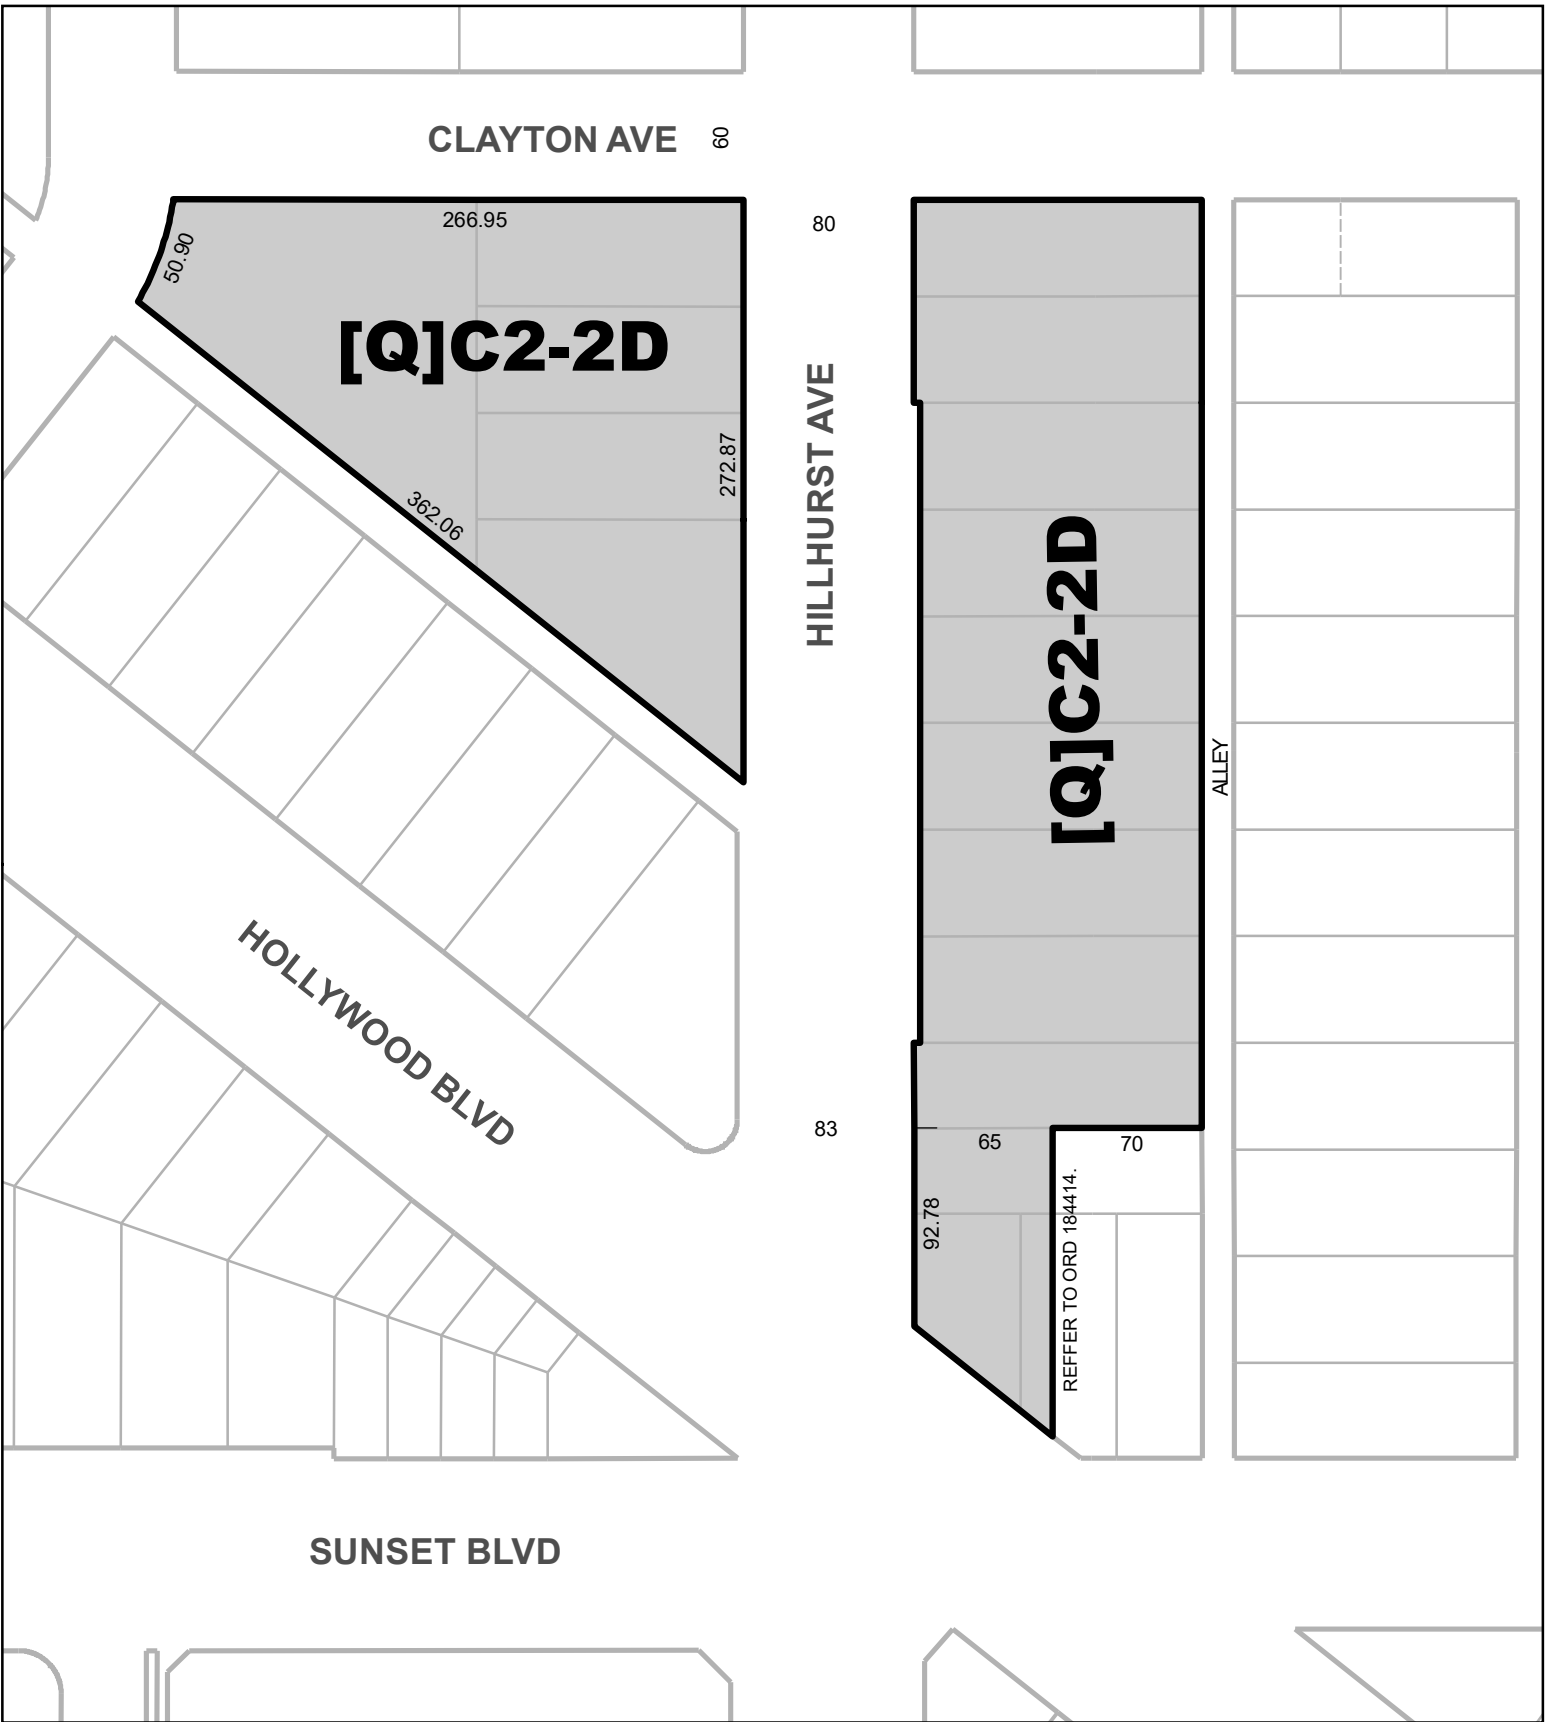 CLAYTON AVE
60
266.95
80
50.90
[Q]C2-2D
HILLHURST AVE
272.87
362.06
[Q]C2-2D
ALLEY
HOLLYWOOD BLVD
83
65
70
92.78
REFFER TO ORD 184414.
SUNSET BLVD